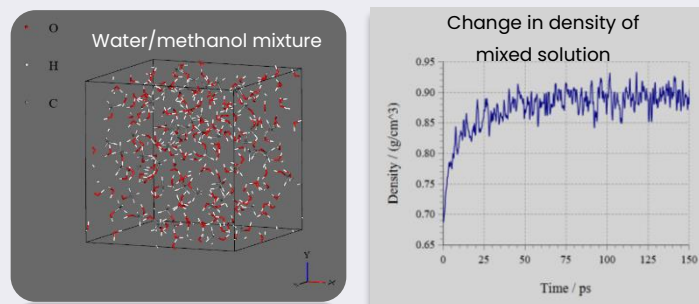 O
H
C
Water/methanol mixture
Y
X
Change in density of
mixed solution
Density / (g/cm^3)
0.95
0.90
0.85
0.80
0.75
0.70
0.65
0 25 50 75 100 125 150
Time / ps